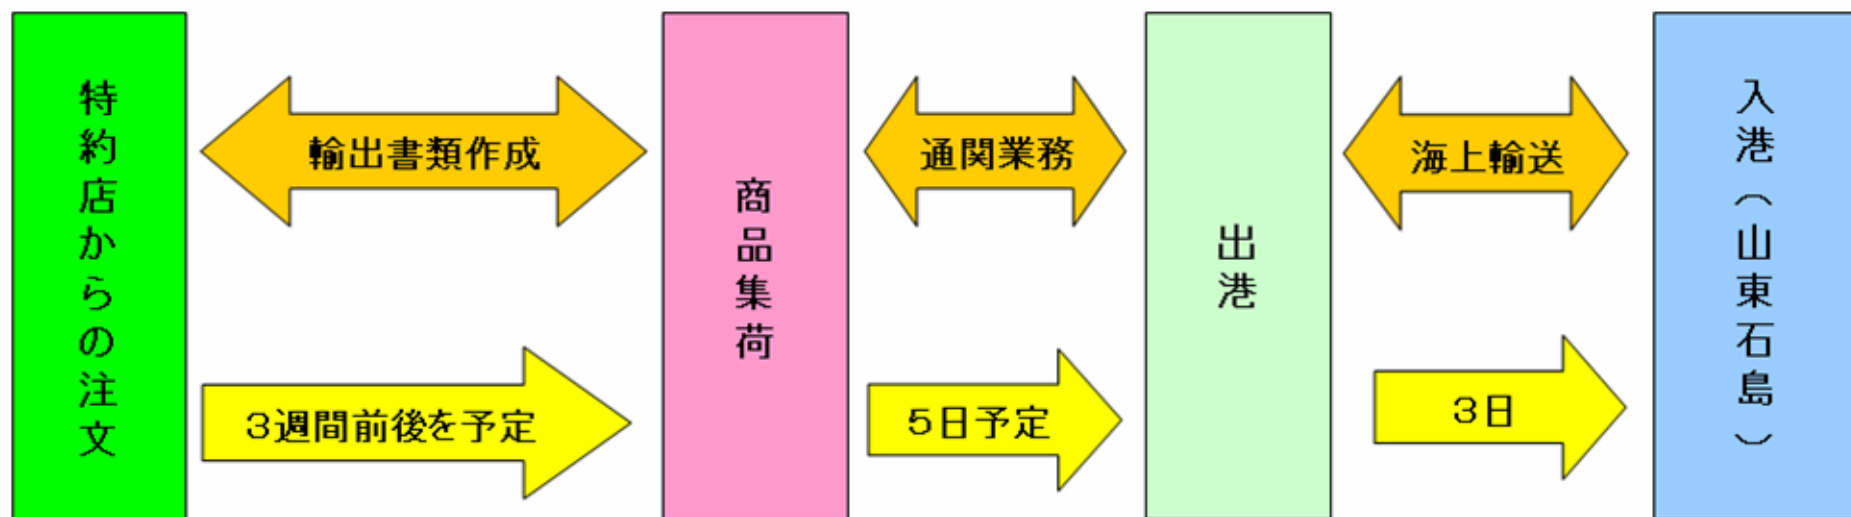 特約店からの注文
輸出書類作成
3週間前後を予定
商品集荷
通関業務
5日予定
出港
海上輸送
3日
入港（山東石島）